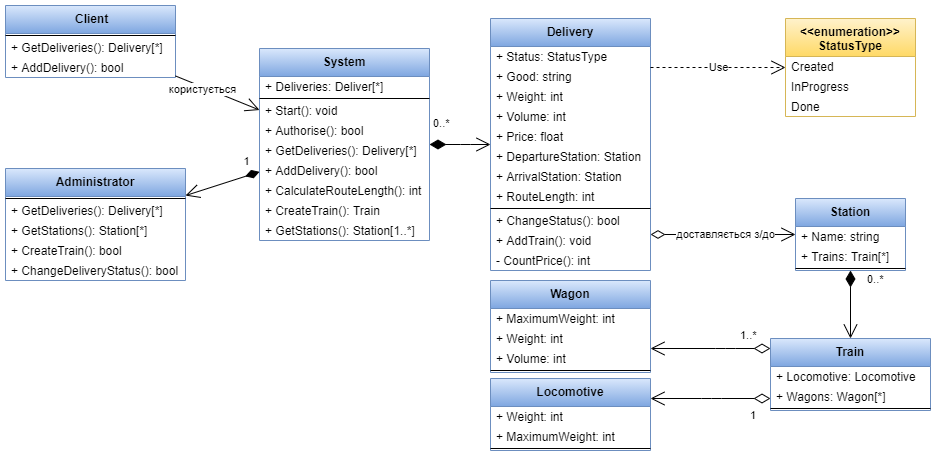 Client
+ GetDeliveries(): Delivery[*]
+ AddDelivery(): bool
користується
System
+ Deliveries: Deliver[*]
+ Start(): void
+ Authorise(): bool
+ GetDeliveries(): Delivery[*]
+ AddDelivery(): bool
+ CalculateRouteLength(): int
+ CreateTrain(): Train
+ GetStations(): Station[1..*]
1
Administrator
+ GetDeliveries(): Delivery[*]
+ GetStations(): Station[*]
+ CreateTrain(): bool
+ ChangeDeliveryStatus(): bool
0..*
Delivery
+ Status: StatusType
+ Good: string
+ Weight: int
+ Volume: int
+ Price: float
+ DepartureStation: Station
+ ArrivalStation: Station
+ RouteLength: int
+ ChangeStatus(): bool
+ AddTrain(): void
- CountPrice(): int
Use
<<enumeration>>
StatusType
Created
InProgress
Done
доставляється з/до
Station
+ Name: string
+ Trains: Train[*]
0..*
Wagon
+ MaximumWeight: int
+ Weight: int
+ Volume: int
1..*
Train
+ Locomotive: Locomotive
+ Wagons: Wagon[*]
1
Locomotive
+ Weight: int
+ MaximumWeight: int